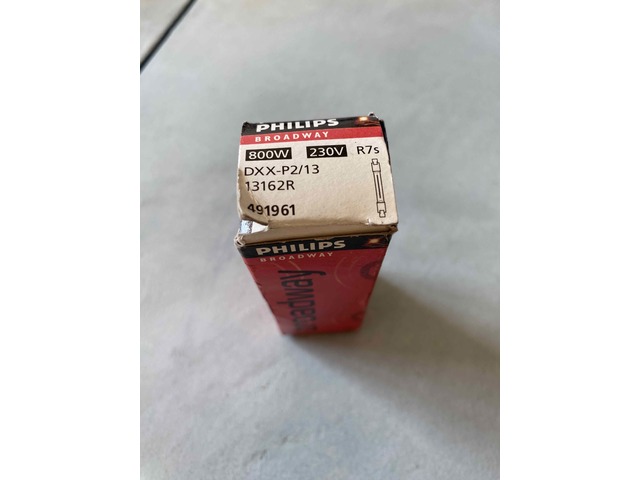 PHILIPS
BROADWAY
800W 230V R7s
DXX-P2/13
13162R
491961
PHILIPS
BROADWAY
broadway